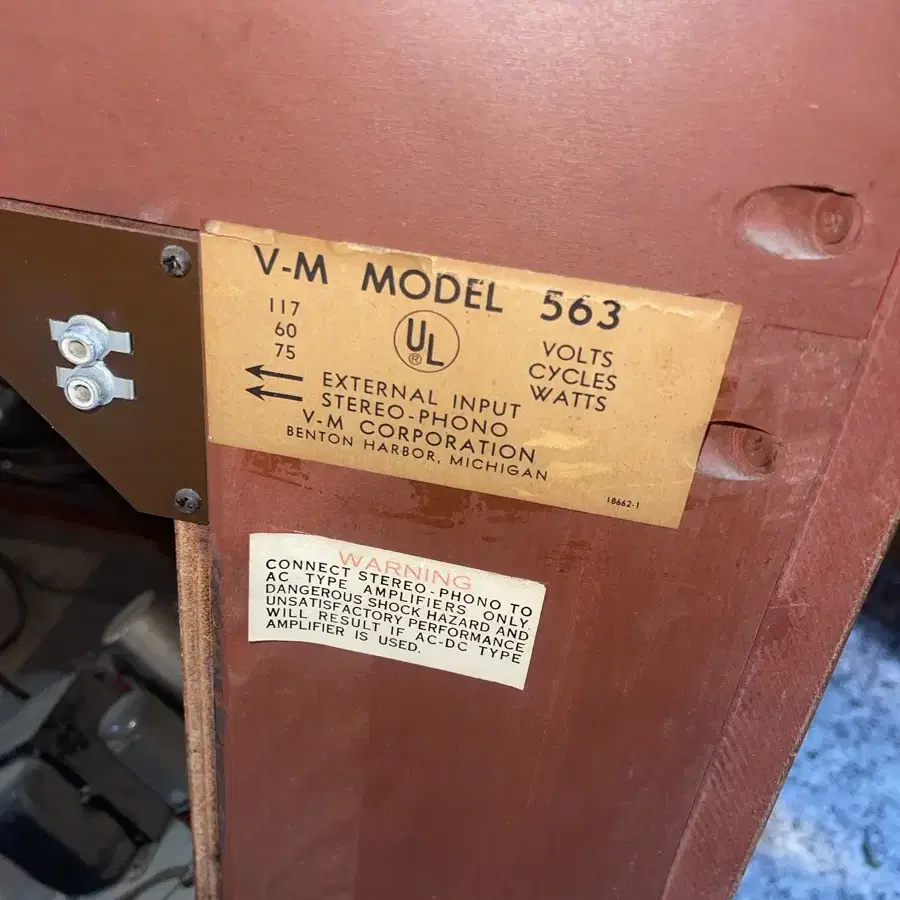 V-M MODEL 563
117 VOLTS
60 CYCLES
75 WATTS
UL
®
EXTERNAL INPUT
STEREO-PHONO
V-M CORPORATION
BENTON HARBOR, MICHIGAN
18662-1
WARNING
CONNECT STEREO-PHONO TO
AC TYPE AMPLIFIERS ONLY.
DANGEROUS SHOCK HAZARD AND
UNSATISFACTORY PERFORMANCE
WILL RESULT IF AC-DC TYPE
AMPLIFIER IS USED.